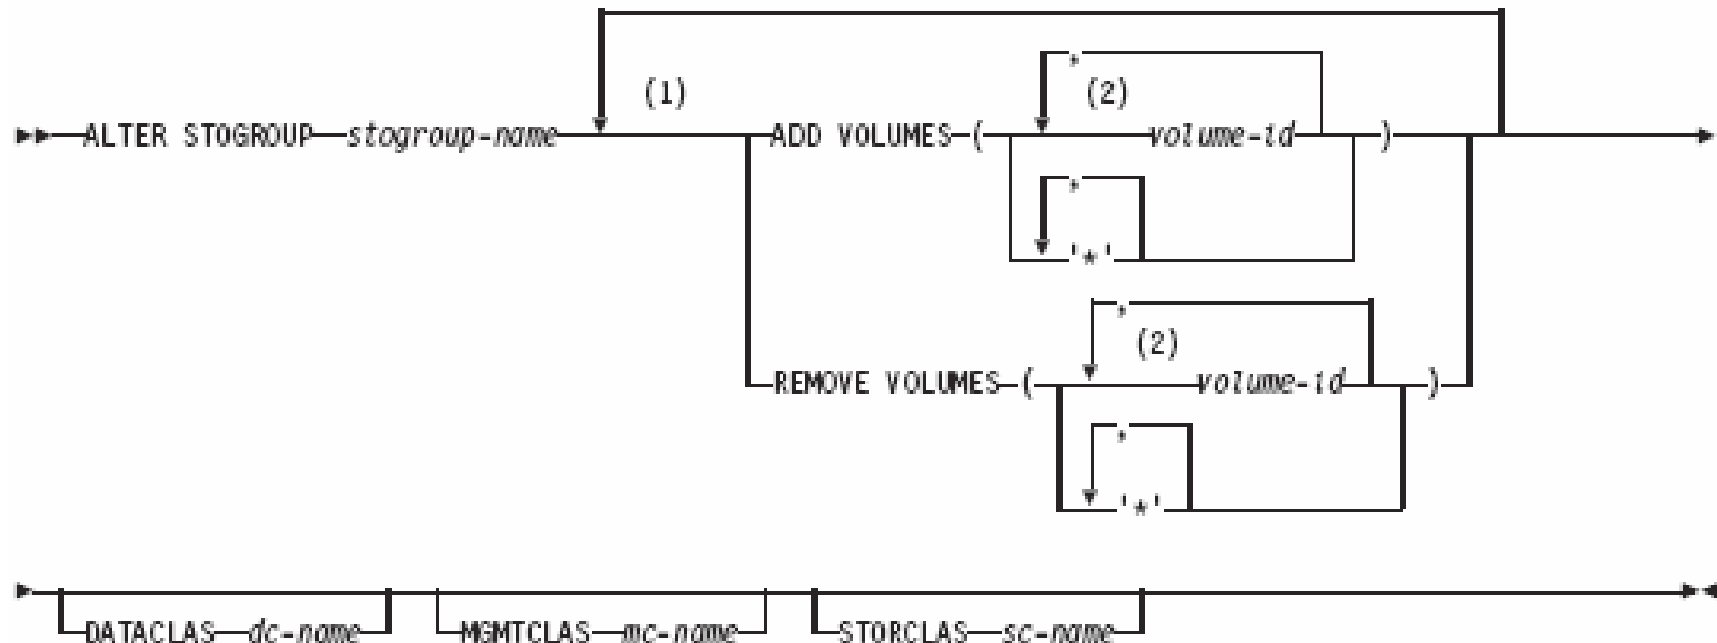 ,
(1) (2)
ALTER STOGROUP stogroup-name ADD VOLUMES ( volume-id )
,
'*'
,
(2)
REMOVE VOLUMES ( volume-id )
,
'*'
DATACLAS dc-name MGMTCLAS mc-name STORCLAS sc-name